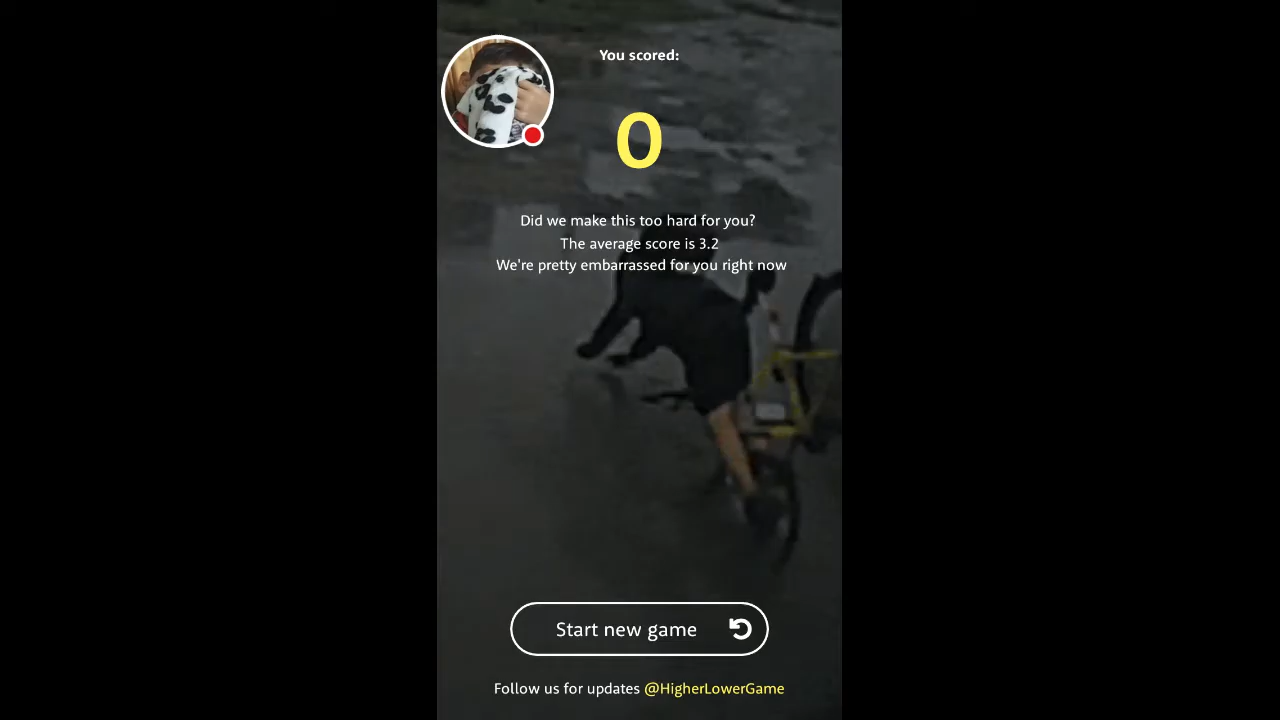 You scored:
0
Did we make this too hard for you?
The average score is 3.2
We're pretty embarrassed for you right now
Start new game
Follow us for updates @HigherLowerGame